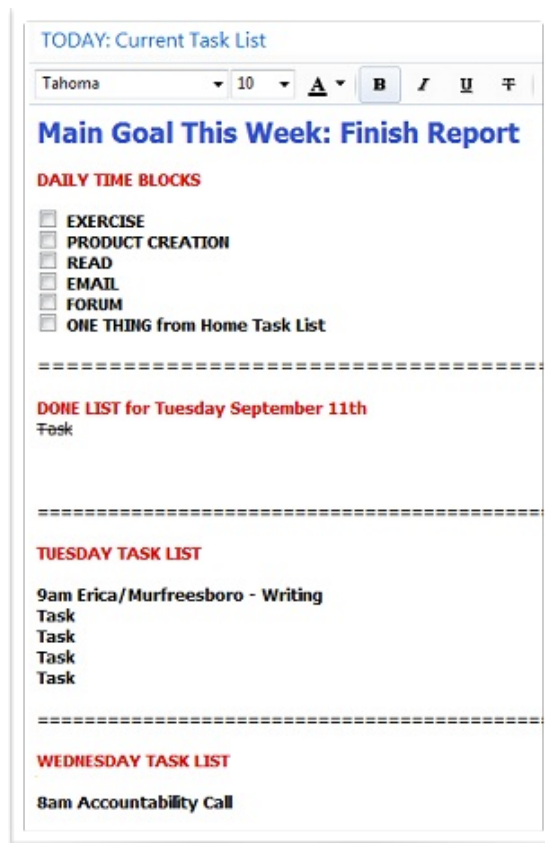 TODAY: Current Task List
Tahoma 10 A B I U T
Main Goal This Week: Finish Report
DAILY TIME BLOCKS
EXERCISE
PRODUCT CREATION
READ
EMAIL
FORUM
ONE THING from Home Task List
===========================================
DONE LIST for Tuesday September 11th
Task
===========================================
TUESDAY TASK LIST
9am Erica/Murfreesboro - Writing
Task
Task
Task
Task
===========================================
WEDNESDAY TASK LIST
8am Accountability Call